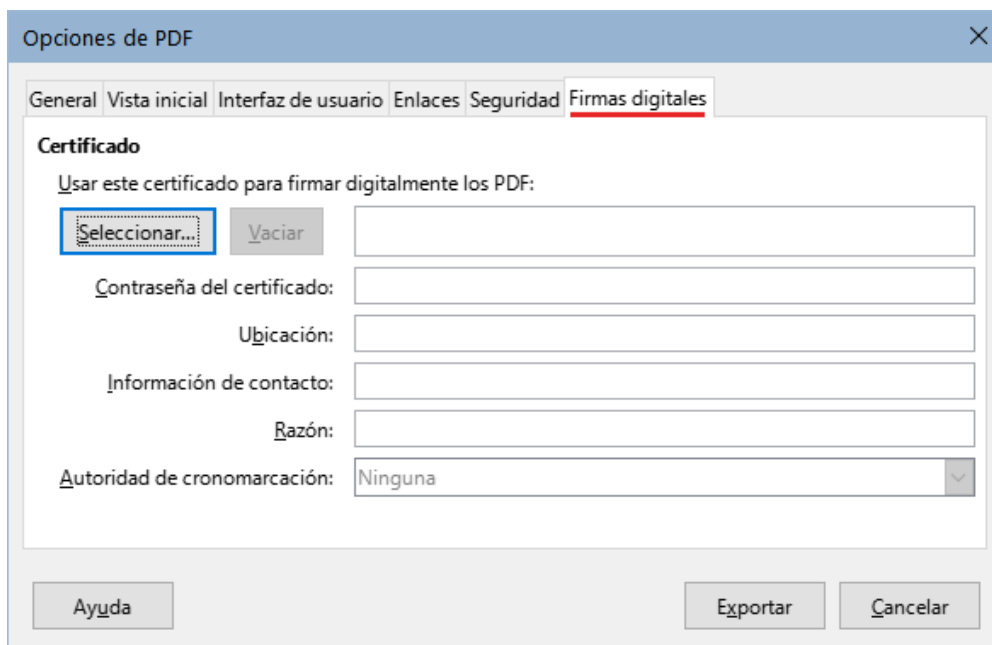 Opciones de PDF
General Vista inicial Interfaz de usuario Enlaces Seguridad Firmas digitales
Certificado
Usar este certificado para firmar digitalmente los PDF:
Seleccionar... Vaciar
Contraseña del certificado:
Ubicación:
Información de contacto:
Razón:
Autoridad de cronomarcación: Ninguna
Ayuda Exportar Cancelar